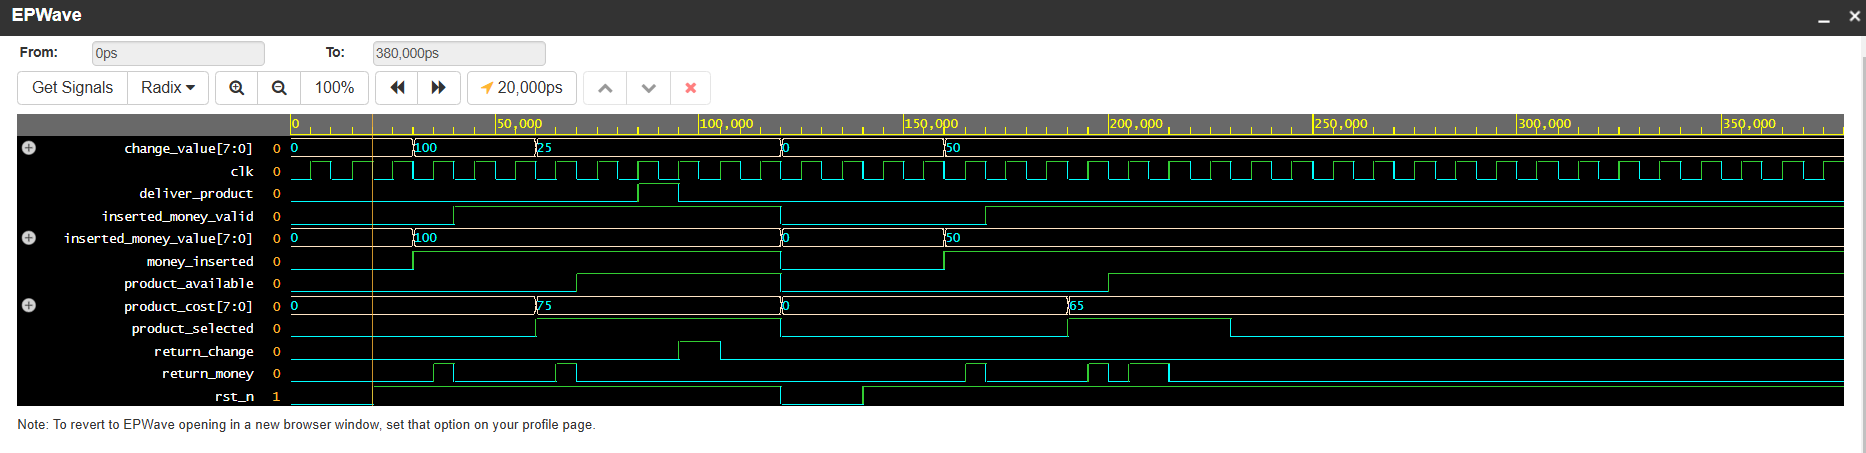 EPWave
From: 0ps To: 380,000ps
Get Signals Radix 100% 20,000ps
0 50,000 100,000 150,000 200,000 250,000 300,000 350,000
change_value[7:0] 0 0 100 25 0 50
clk 0
deliver_product 0
inserted_money_valid 0
inserted_money_value[7:0] 0 0 100 0 50
money_inserted 0
product_available 0
product_cost[7:0] 0 0 75 0 65
product_selected 0
return_change 0
return_money 0
rst_n 1
Note: To revert to EPWave opening in a new browser window, set that option on your profile page.